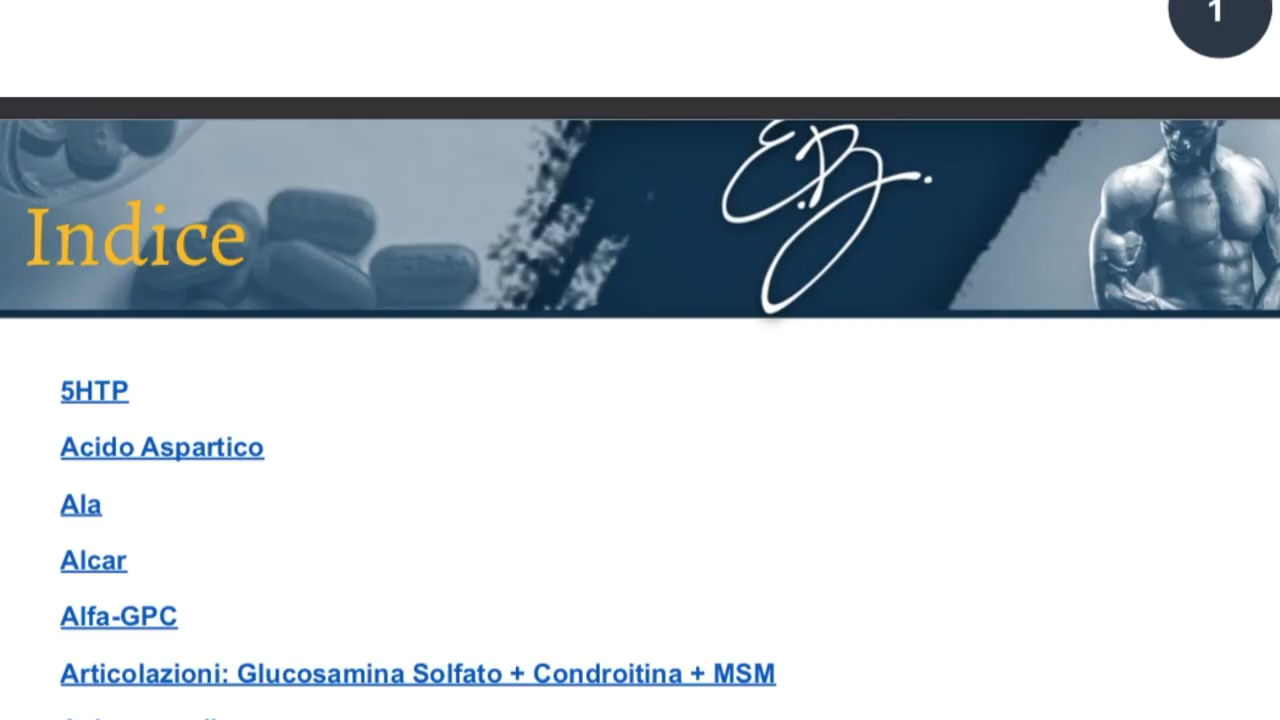 1
Indice
E.B.
5HTP
Acido Aspartico
Ala
Alcar
Alfa-GPC
Articolazioni: Glucosamina Solfato + Condroitina + MSM